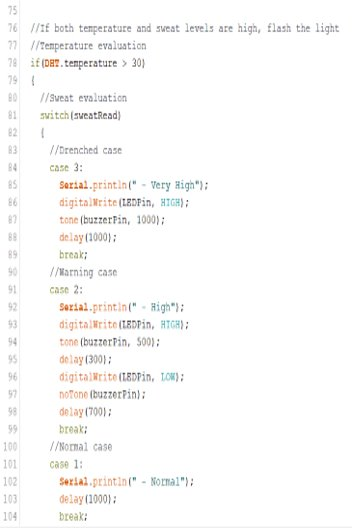 75
76 //If both temperature and sweat levels are high, flash the light
77 //Temperature evaluation
78 if(DHT.temperature > 30)
79 {
80   //Sweat evaluation
81   switch(sweatRead)
82   {
83     //Drenched case
84     case 3:
85       Serial.println(" - Very High");
86       digitalWrite(LEDPin, HIGH);
87       tone(buzzerPin, 1000);
88       delay(1000);
89       break;
90     //Warning case
91     case 2:
92       Serial.println(" - High");
93       digitalWrite(LEDPin, HIGH);
94       tone(buzzerPin, 500);
95       delay(300);
96       digitalWrite(LEDPin, LOW);
97       noTone(buzzerPin);
98       delay(700);
99       break;
100     //Normal case
101     case 1:
102       Serial.println(" - Normal");
103       delay(1000);
104       break;